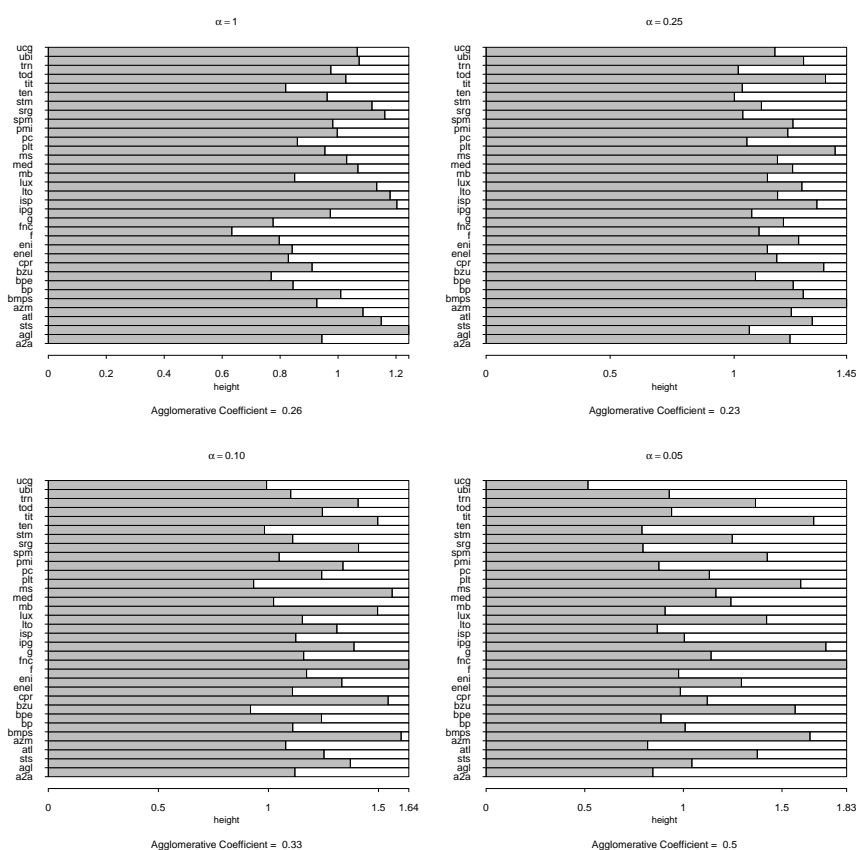 α = 1
ucg
ubi
trn
tod
tit
ten
stm
srg
spm
pmi
pc
plt
ms
med
mb
lux
lto
isp
ipg
g
fnc
f
eni
enel
cpr
bzu
bpe
bp
bmps
azm
atl
sts
agl
a2a
0 0.2 0.4 0.6 0.8 1 1.2
height
Agglomerative Coefficient = 0.26
α = 0.25
ucg
ubi
trn
tod
tit
ten
stm
srg
spm
pmi
pc
plt
ms
med
mb
lux
lto
isp
ipg
g
fnc
f
eni
enel
cpr
bzu
bpe
bp
bmps
azm
atl
sts
agl
a2a
0 0.5 1 1.45
height
Agglomerative Coefficient = 0.23
α = 0.10
ucg
ubi
trn
tod
tit
ten
stm
srg
spm
pmi
pc
plt
ms
med
mb
lux
lto
isp
ipg
g
fnc
f
eni
enel
cpr
bzu
bpe
bp
bmps
azm
atl
sts
agl
a2a
0 0.5 1 1.5 1.64
height
Agglomerative Coefficient = 0.33
α = 0.05
ucg
ubi
trn
tod
tit
ten
stm
srg
spm
pmi
pc
plt
ms
med
mb
lux
lto
isp
ipg
g
fnc
f
eni
enel
cpr
bzu
bpe
bp
bmps
azm
atl
sts
agl
a2a
0 0.5 1 1.5 1.83
height
Agglomerative Coefficient = 0.5